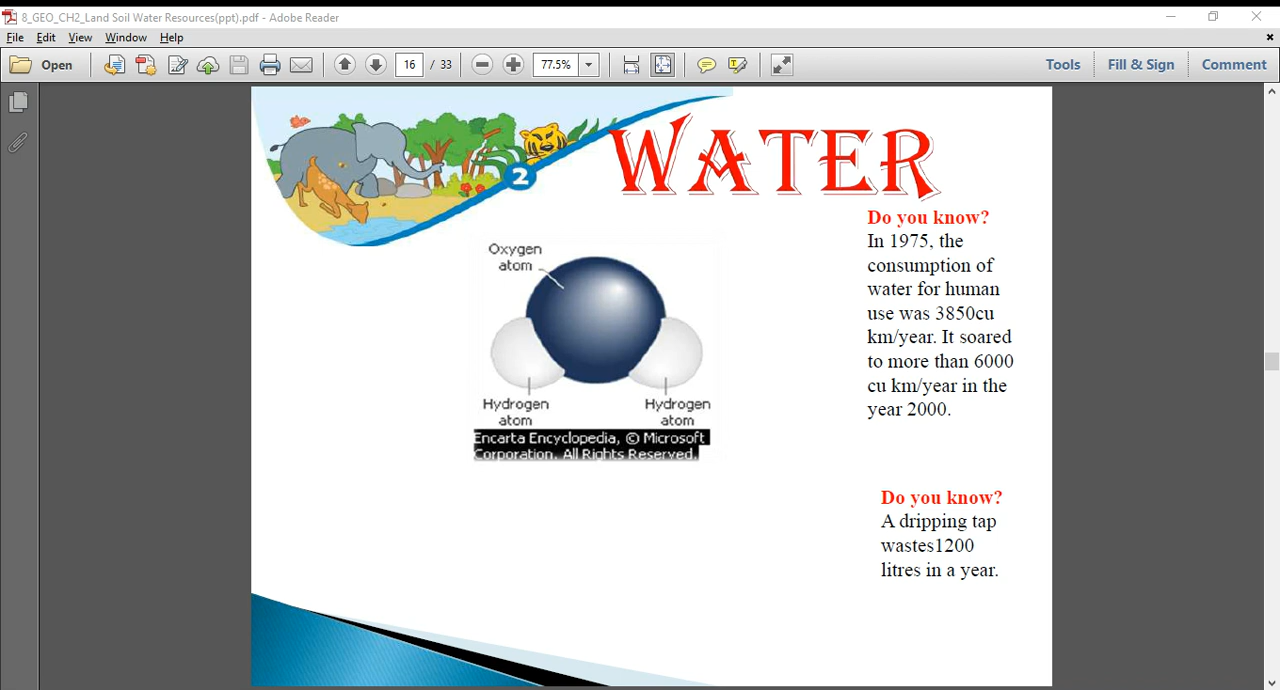 8_GEO_CH2_Land Soil Water Resources(ppt).pdf - Adobe Reader
File Edit View Window Help
Open 16 / 33 77.5% Tools Fill & Sign Comment
2
WATER
Do you know?
In 1975, the
consumption of
water for human
use was 3850cu
km/year. It soared
to more than 6000
cu km/year in the
year 2000.
Oxygen
atom
Hydrogen
atom
Hydrogen
atom
Encarta Encyclopedia, © Microsoft
Corporation. All Rights Reserved.
Do you know?
A dripping tap
wastes1200
litres in a year.